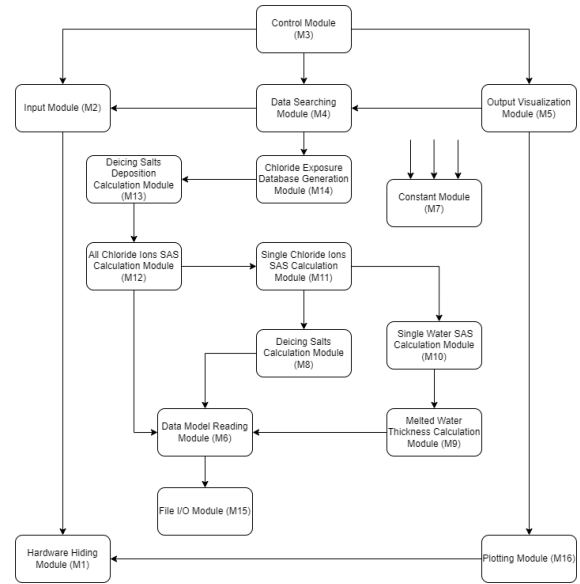 Control Module
(M3)
Input Module (M2)
Data Searching
Module (M4)
Output Visualization
Module (M5)
Deicing Salts
Deposition
Calculation Module
(M13)
Chloride Exposure
Database Generation
Module (M14)
Constant Module
(M7)
All Chloride Ions SAS
Calculation Module
(M12)
Single Chloride Ions
SAS Calculation
Module (M11)
Deicing Salts
Calculation Module
(M8)
Single Water SAS
Calculation Module
(M10)
Data Model Reading
Module (M6)
Melted Water
Thickness Calculation
Module (M9)
File I/O Module (M15)
Hardware Hiding
Module (M1)
Plotting Module (M16)